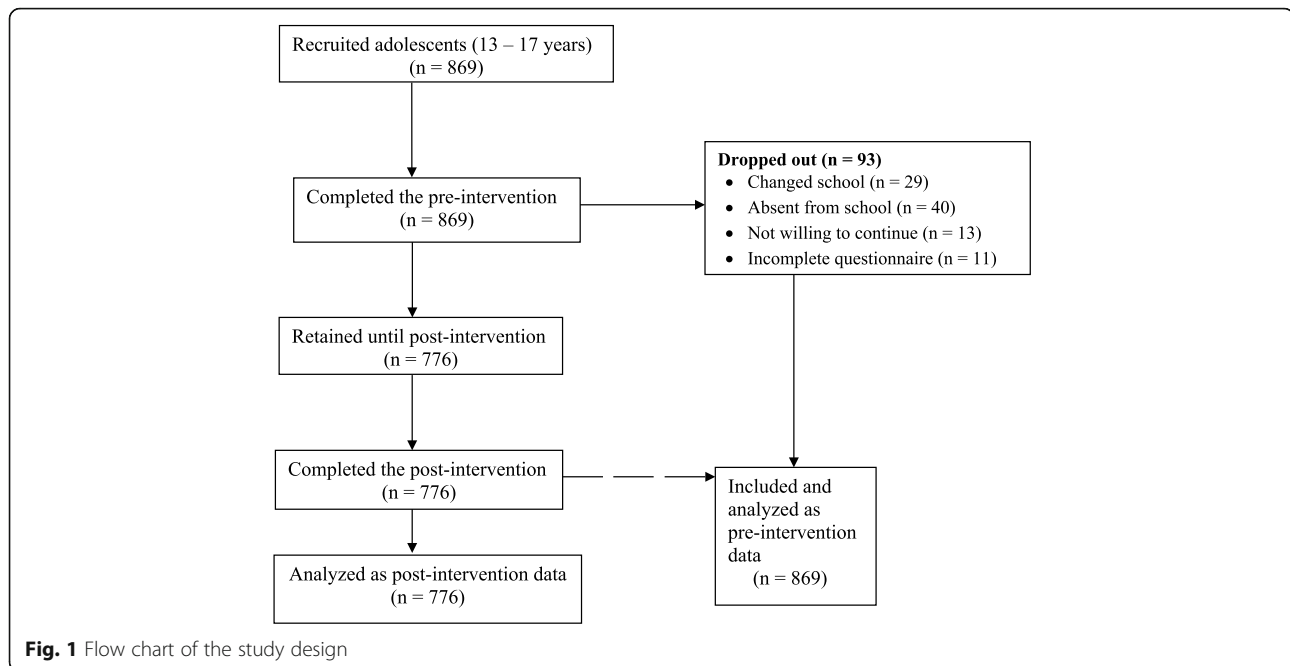 Recruited adolescents (13 – 17 years)
(n = 869)
Completed the pre-intervention
(n = 869)
Dropped out (n = 93)
• Changed school (n = 29)
• Absent from school (n = 40)
• Not willing to continue (n = 13)
• Incomplete questionnaire (n = 11)
Retained until post-intervention
(n = 776)
Completed the post-intervention
(n = 776)
Included and
analyzed as
pre-intervention
data
(n = 869)
Analyzed as post-intervention data
(n = 776)
Fig. 1 Flow chart of the study design